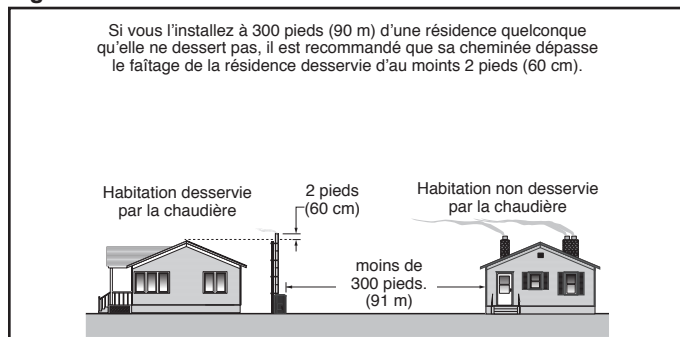 Si vous l'installez à 300 pieds (90 m) d'une résidence quelconque
qu'elle ne dessert pas, il est recommandé que sa cheminée dépasse
le faîtage de la résidence desservie d'au moints 2 pieds (60 cm).
Habitation desservie
par la chaudière
2 pieds
(60 cm)
Habitation non desservie
par la chaudière
moins de
300 pieds.
(91 m)